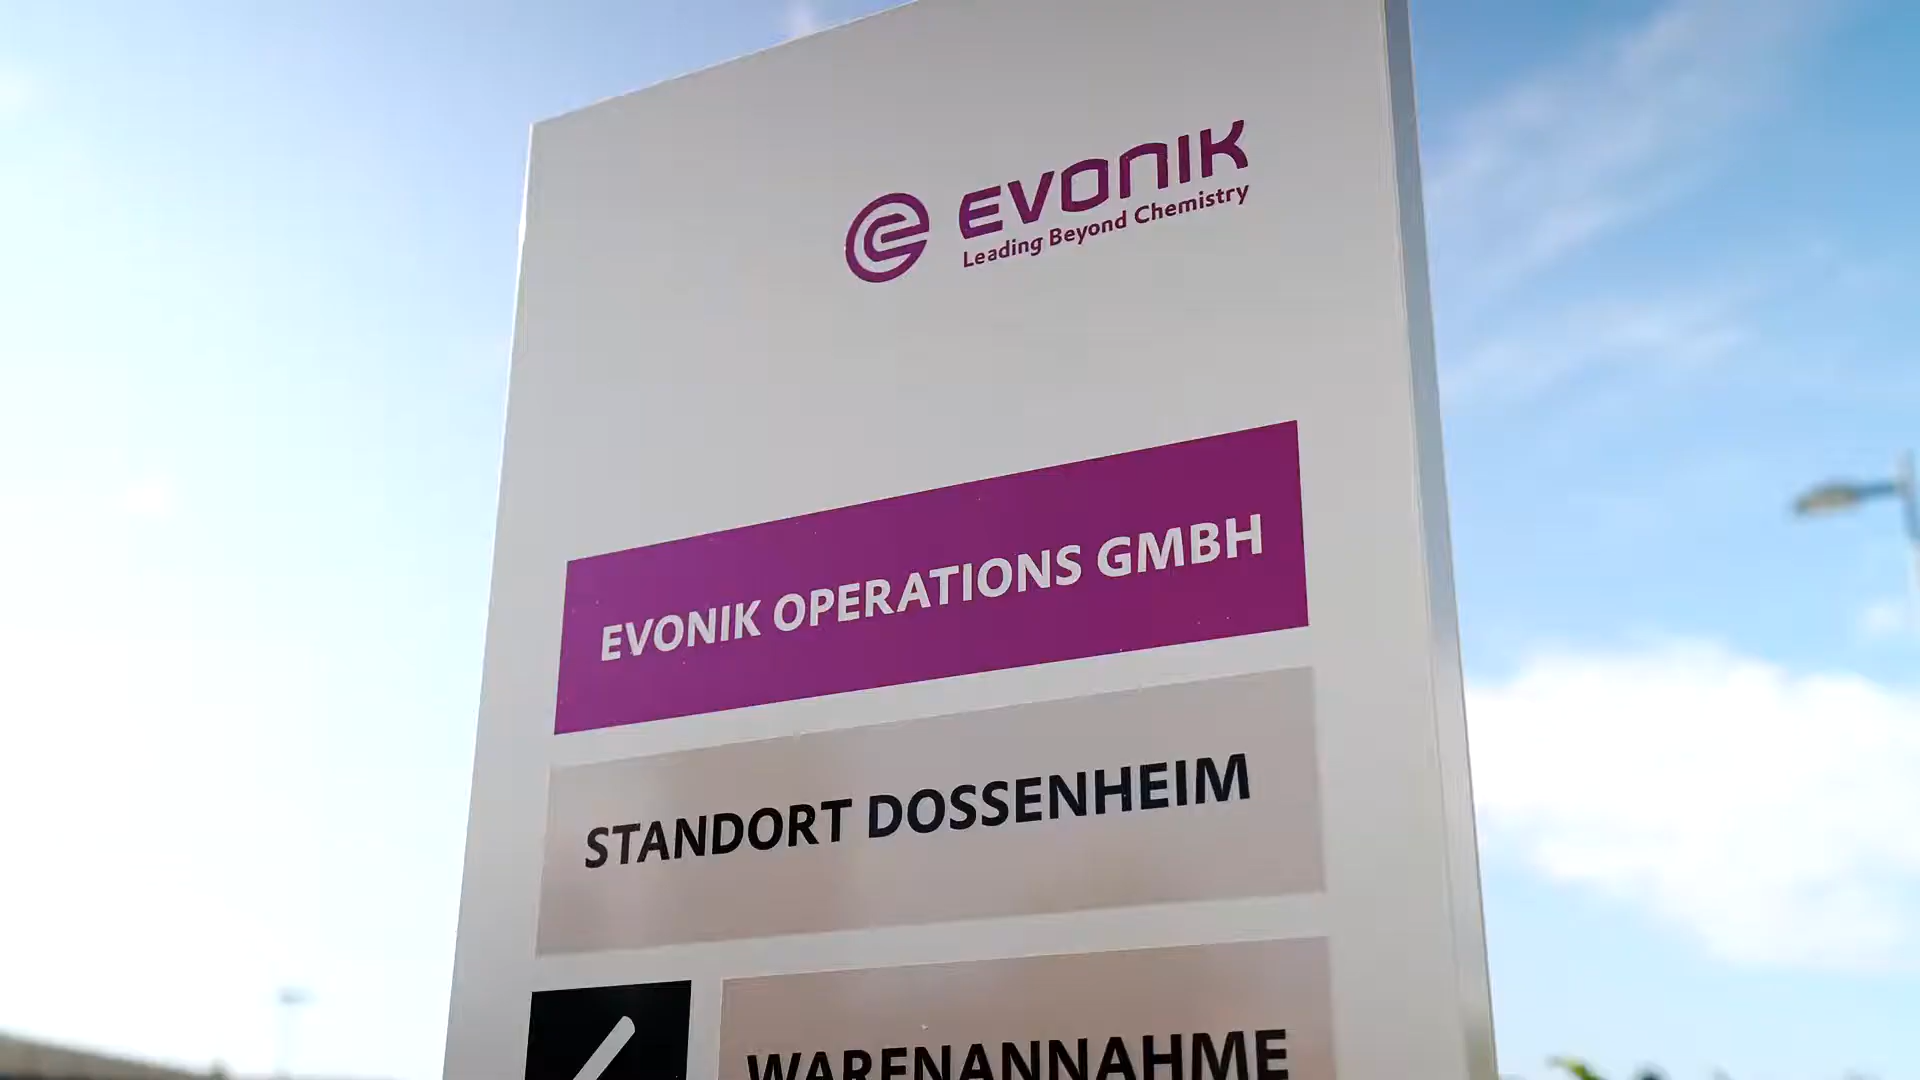 EVONIK
Leading Beyond Chemistry
EVONIK OPERATIONS GMBH
STANDORT DOSSENHEIM
WARENANNAHME